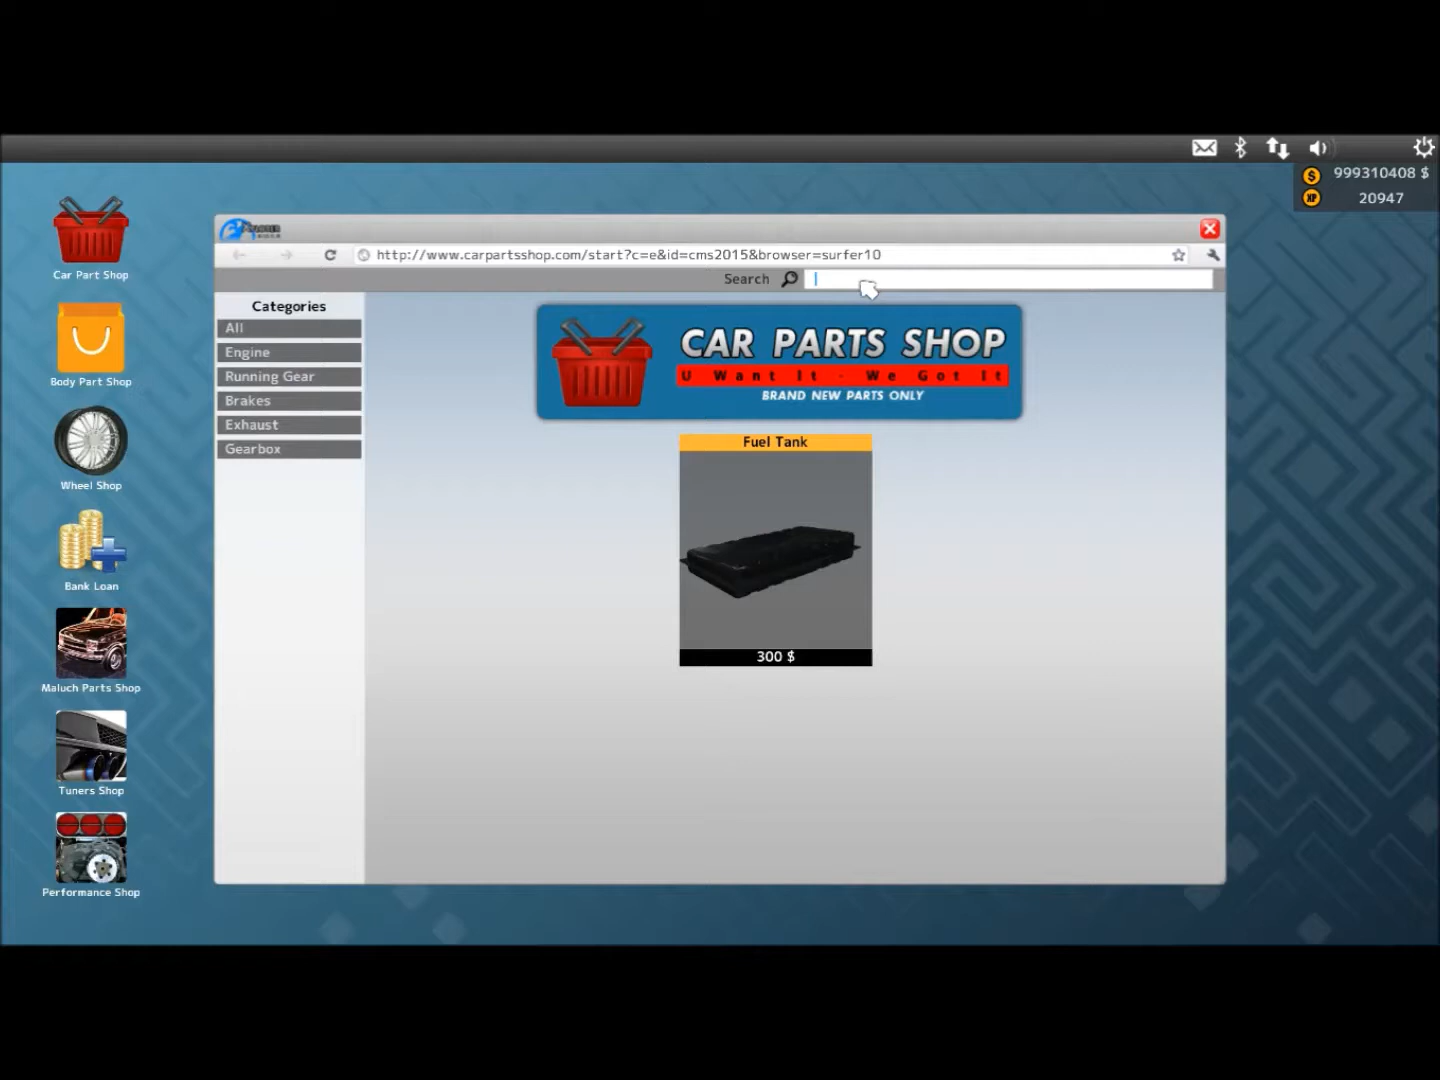 999310408 $
XP
20947
Car Part Shop
Body Part Shop
Wheel Shop
Bank Loan
Maluch Parts Shop
Tuners Shop
Performance Shop
http://www.carpartsshop.com/start?c=e&id=cms2015&browser=surfer10
Search
Categories
All
Engine
Running Gear
Brakes
Exhaust
Gearbox
CAR PARTS SHOP
U Want It - We Got It
BRAND NEW PARTS ONLY
Fuel Tank
300 $